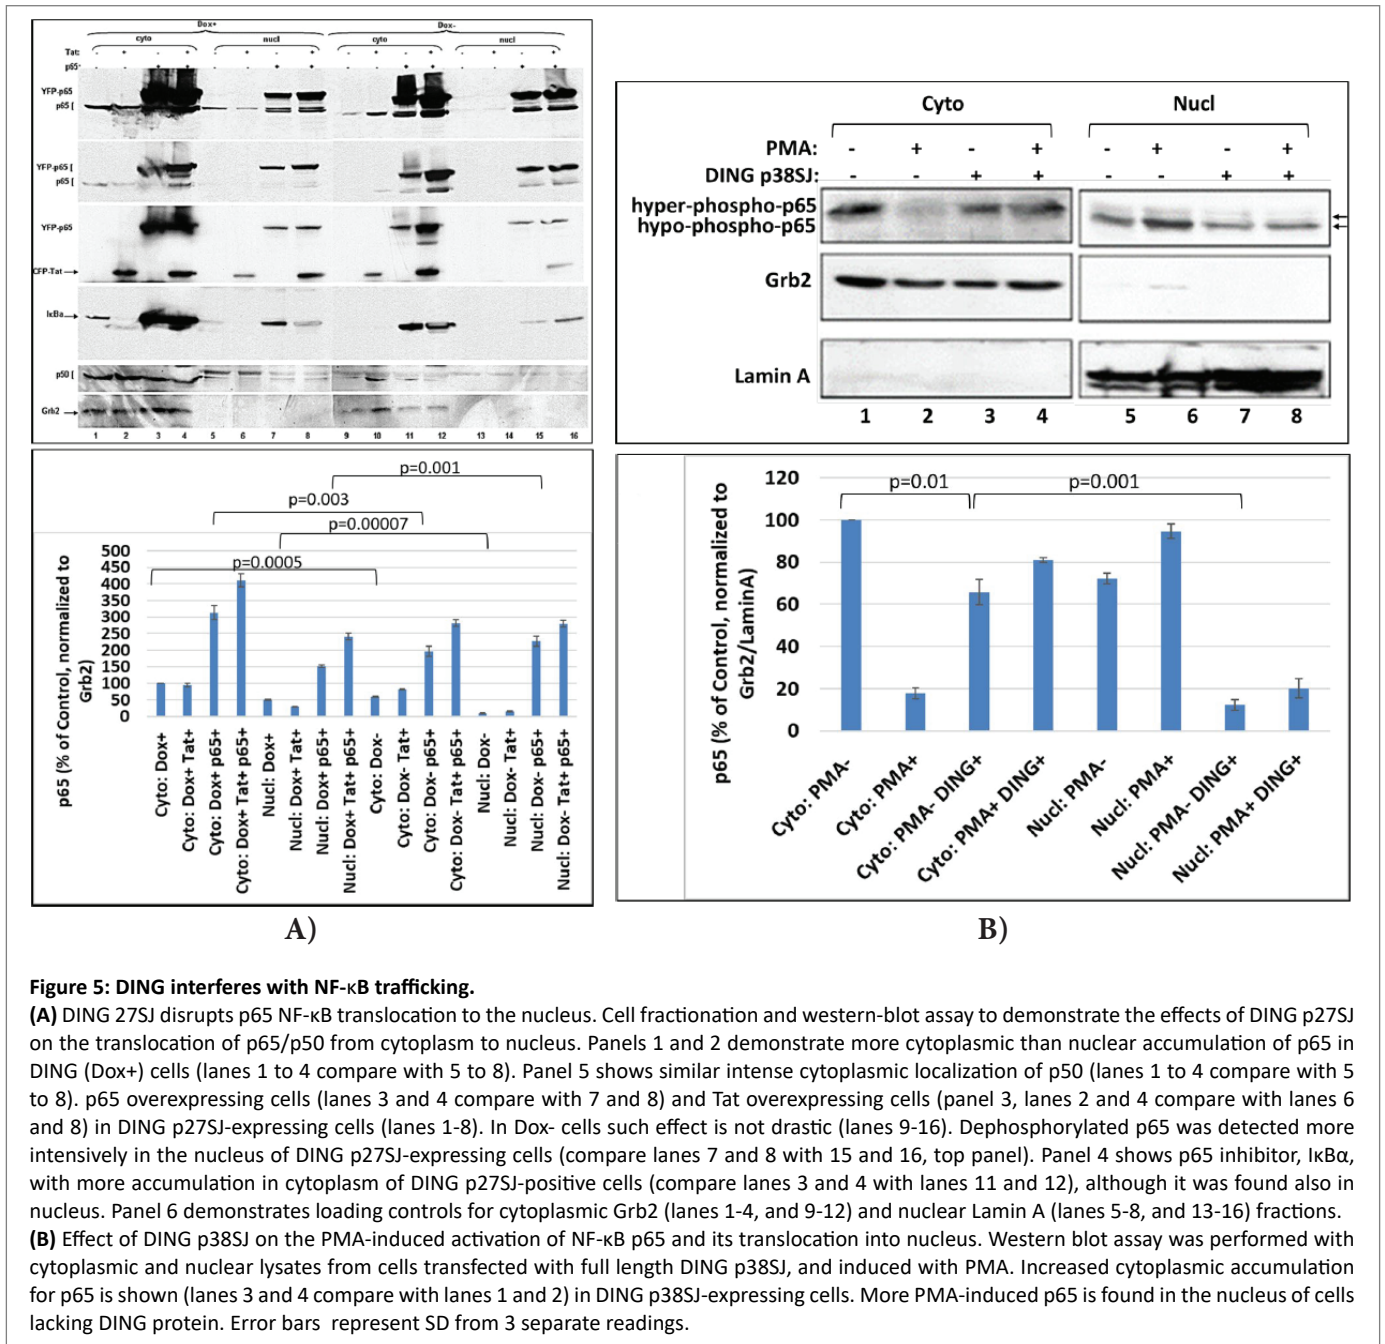 Dox+ Dox-
cyto nucl cyto nucl
Tat: - + - + - + - + - + - + - + - +
p65: - - + + - - + + - - + + - - + +
YFP-p65
p65 [
YFP-p65 [
p65 [
YFP-p65
CFP-Tat
IκBa
p50 [
Grb2
1 2 3 4 5 6 7 8 9 10 11 12 13 14 15 16
p=0.001
p=0.003
p=0.00007
p=0.0005
p65 (% of Control, normalized to
Grb2)
500
450
400
350
300
250
200
150
100
50
0
Cyto: Dox+
Cyto: Dox+ Tat+
Cyto: Dox+ p65+
Cyto: Dox+ Tat+ p65+
Nucl: Dox+
Nucl: Dox+ Tat+
Nucl: Dox+ p65+
Nucl: Dox+ Tat+ p65+
Cyto: Dox-
Cyto: Dox- Tat+
Cyto: Dox- p65+
Cyto: Dox- Tat+ p65+
Nucl: Dox-
Nucl: Dox- Tat+
Nucl: Dox- p65+
Nucl: Dox- Tat+ p65+
A)
Cyto Nucl
PMA: - + - + - + - +
DING p38SJ: - - + + - - + +
hyper-phospho-p65
hypo-phospho-p65
Grb2
Lamin A
1 2 3 4 5 6 7 8
p65 (% of Control, normalized to
Grb2/LaminA)
120
100
80
60
40
20
0
p=0.01 p=0.001
Cyto: PMA-
Cyto: PMA+
Cyto: PMA- DING+
Cyto: PMA+ DING+
Nucl: PMA-
Nucl: PMA+
Nucl: PMA- DING+
Nucl: PMA+ DING+
B)
Figure 5: DING interferes with NF-κB trafficking.
(A) DING 27SJ disrupts p65 NF-κB translocation to the nucleus. Cell fractionation and western-blot assay to demonstrate the effects of DING p27SJ
on the translocation of p65/p50 from cytoplasm to nucleus. Panels 1 and 2 demonstrate more cytoplasmic than nuclear accumulation of p65 in
DING (Dox+) cells (lanes 1 to 4 compare with 5 to 8). Panel 5 shows similar intense cytoplasmic localization of p50 (lanes 1 to 4 compare with 5
to 8). p65 overexpressing cells (lanes 3 and 4 compare with 7 and 8) and Tat overexpressing cells (panel 3, lanes 2 and 4 compare with lanes 6
and 8) in DING p27SJ-expressing cells (lanes 1-8). In Dox- cells such effect is not drastic (lanes 9-16). Dephosphorylated p65 was detected more
intensively in the nucleus of DING p27SJ-expressing cells (compare lanes 7 and 8 with 15 and 16, top panel). Panel 4 shows p65 inhibitor, IκBα,
with more accumulation in cytoplasm of DING p27SJ-positive cells (compare lanes 3 and 4 with lanes 11 and 12), although it was found also in
nucleus. Panel 6 demonstrates loading controls for cytoplasmic Grb2 (lanes 1-4, and 9-12) and nuclear Lamin A (lanes 5-8, and 13-16) fractions.
(B) Effect of DING p38SJ on the PMA-induced activation of NF-κB p65 and its translocation into nucleus. Western blot assay was performed with
cytoplasmic and nuclear lysates from cells transfected with full length DING p38SJ, and induced with PMA. Increased cytoplasmic accumulation
for p65 is shown (lanes 3 and 4 compare with lanes 1 and 2) in DING p38SJ-expressing cells. More PMA-induced p65 is found in the nucleus of cells
lacking DING protein. Error bars represent SD from 3 separate readings.